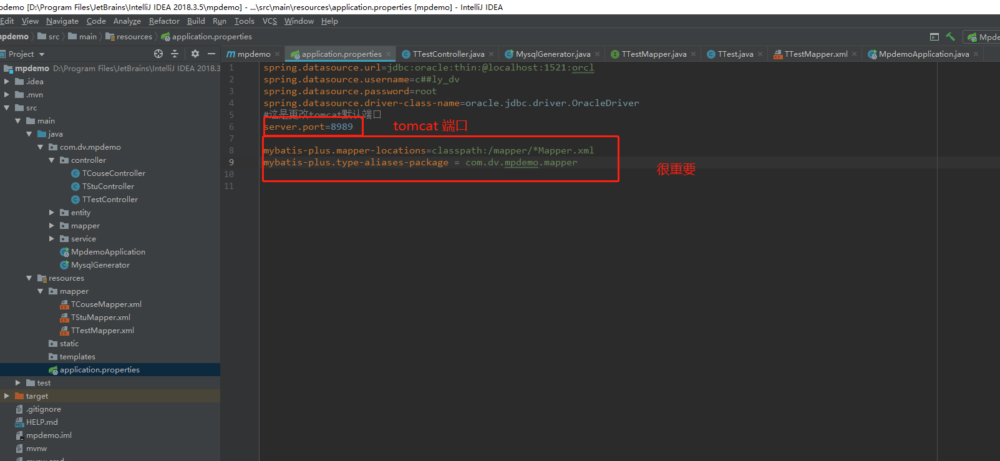 mpdemo [D:\Program Files\JetBrains\IntelliJ IDEA 2018.3.5\mpdemo] - ...\src\main\resources\application.properties [mpdemo] - IntelliJ IDEA
Edit View Navigate Code Analyze Refactor Build Run Tools VCS Window Help
mpdemo src main resources application.properties
Project
mpdemo application.properties TTestController.java MysqlGenerator.java TTestMapper.java TTest.java TTestMapper.xml MpdemoApplication.java
mpdemo D:\Program Files\JetBrains\IntelliJ IDEA 2018.3
.idea
.mvn
src
main
java
com.dv.mpdemo
controller
TCouseController
TStuController
TTestController
entity
mapper
service
MpdemoApplication
MysqlGenerator
resources
mapper
TCouseMapper.xml
TStuMapper.xml
TTestMapper.xml
static
templates
application.properties
test
target
.gitignore
HELP.md
mpdemo.iml
mvnw
mvnw.cmd
1 spring.datasource.url=jdbc:oracle:thin:@localhost:1521:orcl
2 spring.datasource.username=c##ly_dv
3 spring.datasource.password=root
4 spring.datasource.driver-class-name=oracle.jdbc.driver.OracleDriver
5 #这是更改tomcat默认端口
6 server.port=8989
tomcat 端口
7
8 mybatis-plus.mapper-locations=classpath:/mapper/*Mapper.xml
9 mybatis-plus.type-aliases-package = com.dv.mpdemo.mapper
很重要
10
11